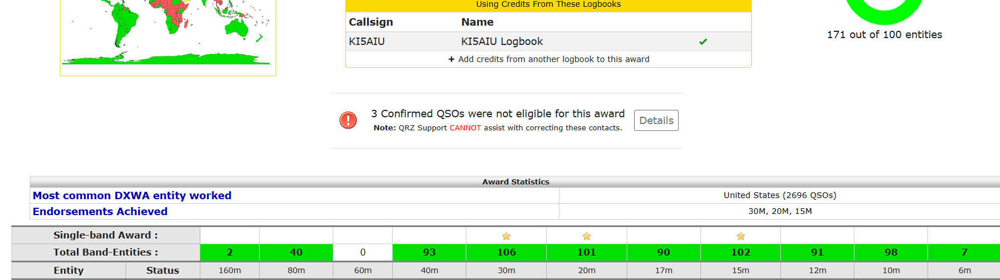 Using Credits From These Logbooks
Callsign Name
KI5AIU KI5AIU Logbook
+ Add credits from another logbook to this award
171 out of 100 entities
3 Confirmed QSOs were not eligible for this award
Note: QRZ Support CANNOT assist with correcting these contacts.
Details
Award Statistics
Most common DXWA entity worked United States (2696 QSOs)
Endorsements Achieved 30M, 20M, 15M
Single-band Award :
Total Band-Entities : 2 40 0 93 106 101 90 102 91 98 7
Entity Status 160m 80m 60m 40m 30m 20m 17m 15m 12m 10m 6m